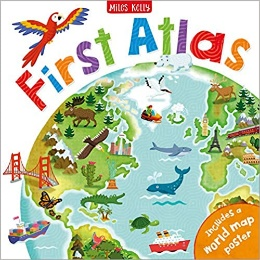 Miles Kelly
First Atlas
Includes a
world map
poster